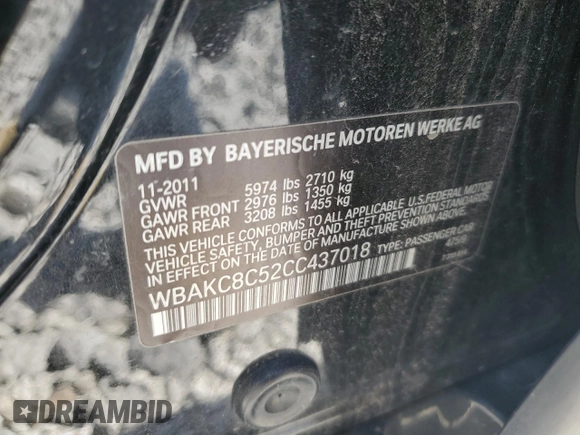 MFD BY BAYERISCHE MOTOREN WERKE AG
11-2011
GVWR 5974 lbs 2710 kg
GAWR FRONT 2976 lbs 1350 kg
GAWR REAR 3208 lbs 1455 kg
THIS VEHICLE CONFORMS TO ALL APPLICABLE U.S.FEDERAL MOTOR
VEHICLE SAFETY, BUMPER AND THEFT PREVENTION STANDARDS
IN EFFECT ON THE DATE OF MANUFACTURE SHOWN ABOVE.
WBAKC8C52CC437018 TYPE: PASSENGER CAR
DREAMBID